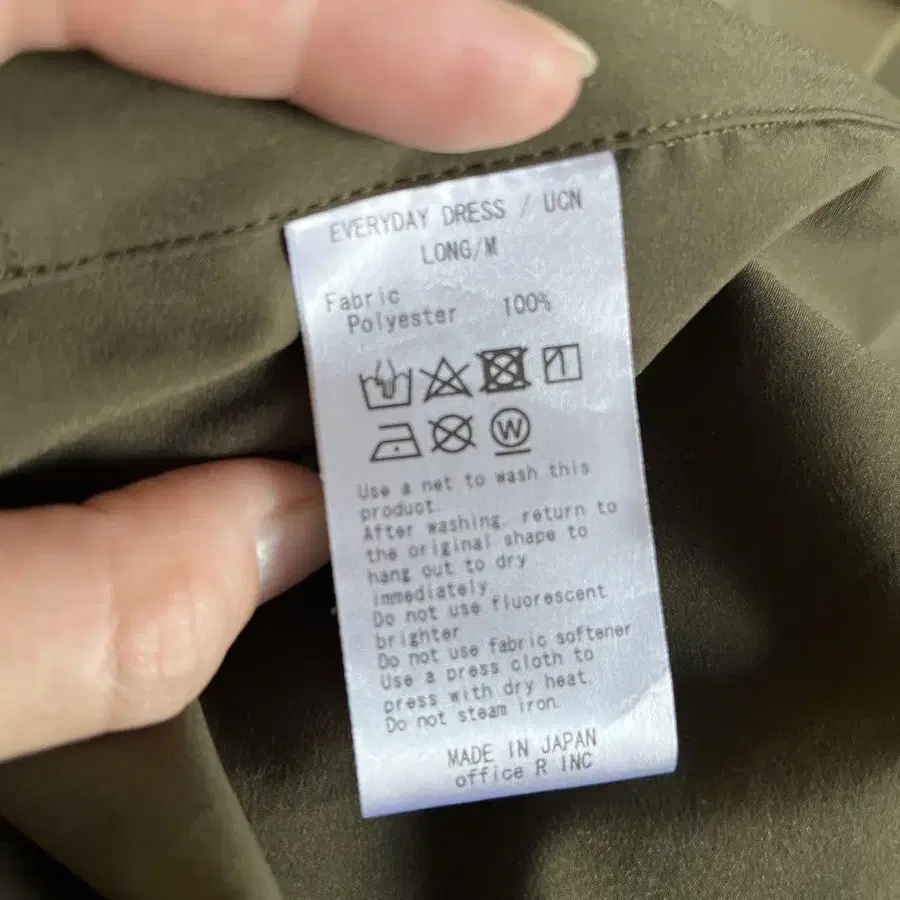 EVERYDAY DRESS / UCN
LONG/M
Fabric
Polyester 100%
W
Use a net to wash this
product.
After washing, return to
the original shape to
hang out to dry
immediately.
Do not use fluorescent
brighter
Do not use fabric softener
Use a press cloth to
press with dry heat.
Do not steam iron.
MADE IN JAPAN
office R INC